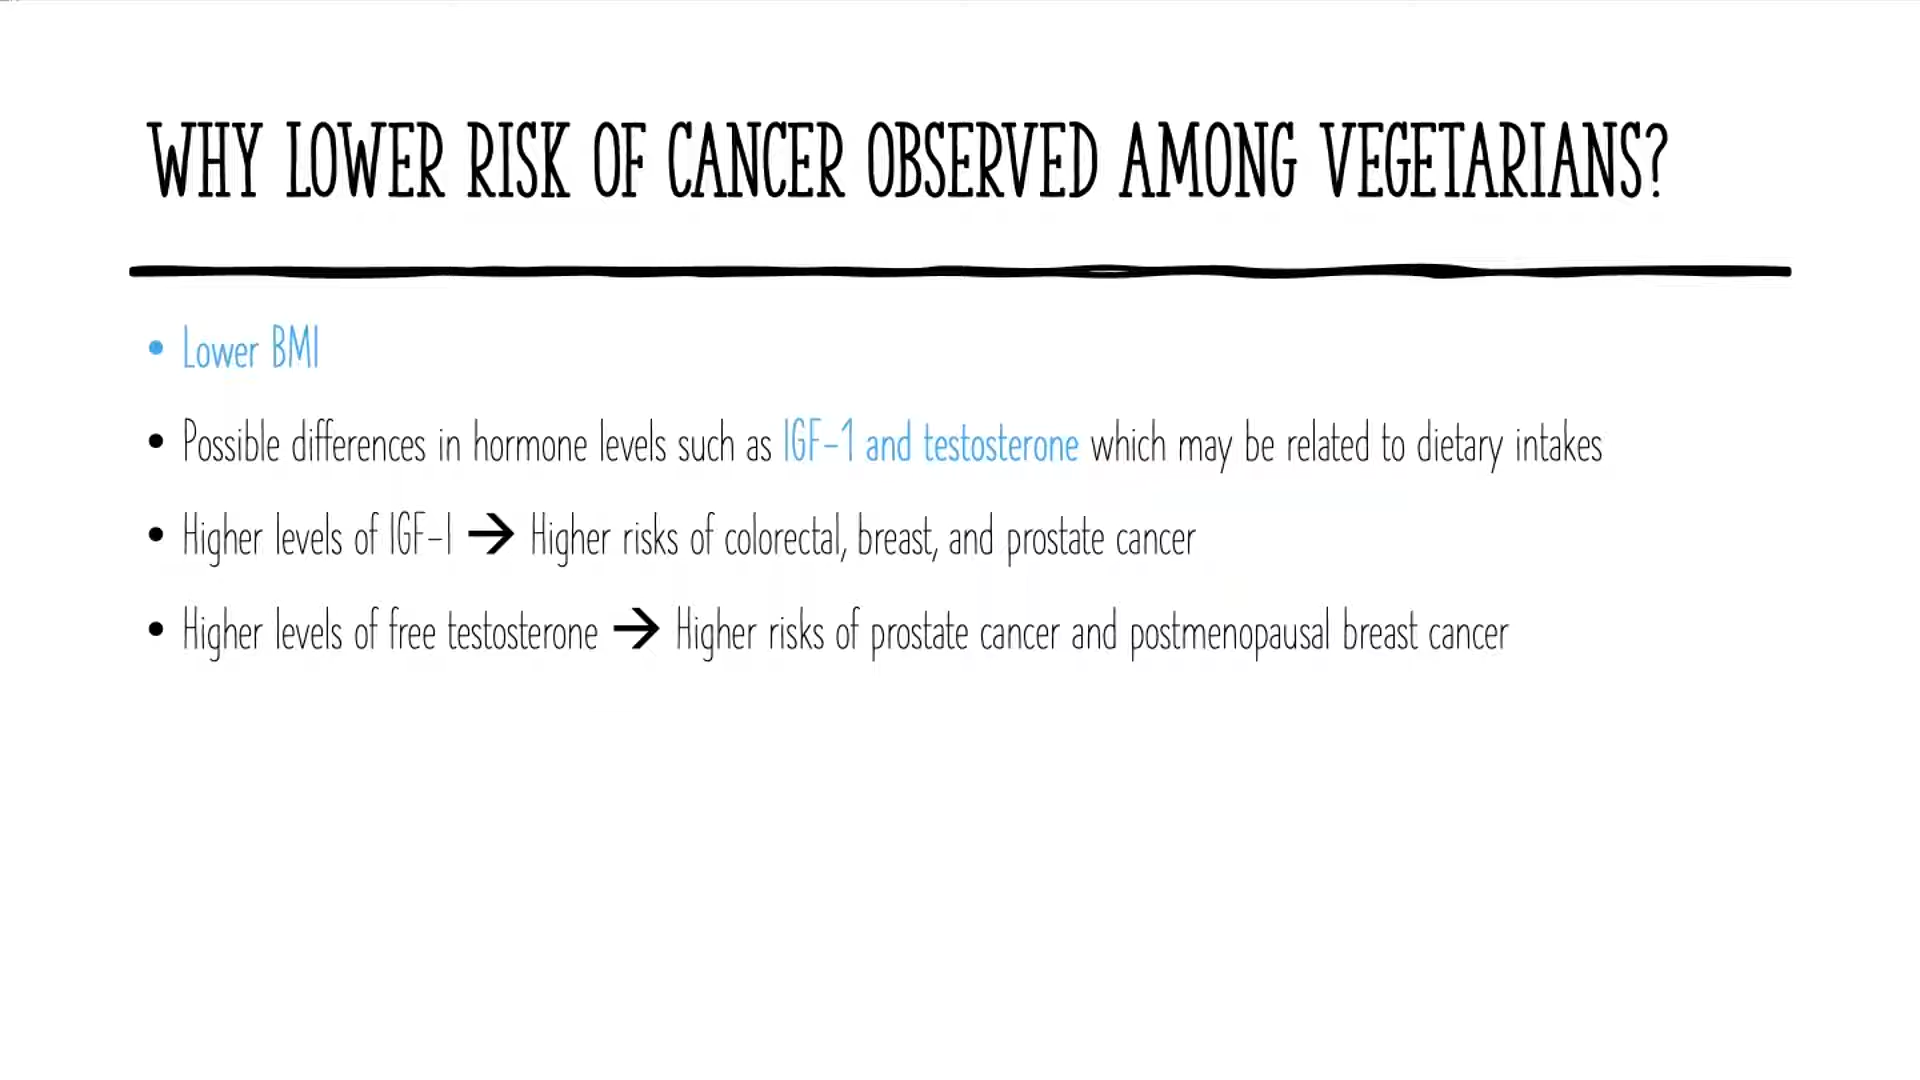 WHY LOWER RISK OF CANCER OBSERVED AMONG VEGETARIANS?
• Lower BMI
• Possible differences in hormone levels such as IGF-1 and testosterone which may be related to dietary intakes
• Higher levels of IGF-I → Higher risks of colorectal, breast, and prostate cancer
• Higher levels of free testosterone → Higher risks of prostate cancer and postmenopausal breast cancer